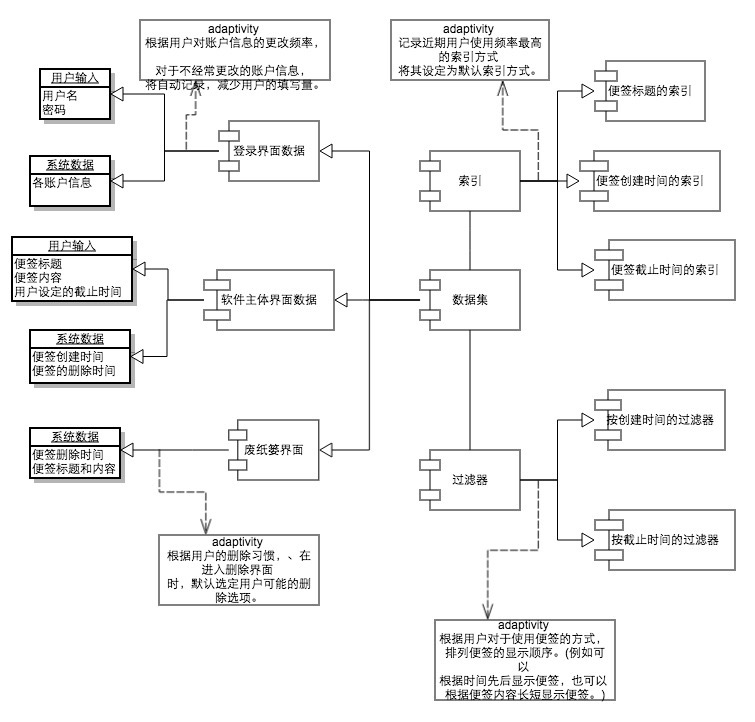 adaptivity
根据用户对账户信息的更改频率，
对于不经常更改的账户信息，
将自动记录，减少用户的填写量。
adaptivity
记录近期用户使用频率最高
的索引方式
将其设定为默认索引方式。
用户输入
用户名
密码
系统数据
各账户信息
登录界面数据
索引
便签标题的索引
便签创建时间的索引
便签截止时间的索引
用户输入
便签标题
便签内容
用户设定的截止时间
软件主体界面数据
数据集
系统数据
便签创建时间
便签的删除时间
系统数据
便签删除时间
便签标题和内容
废纸篓界面
过滤器
按创建时间的过滤器
按截止时间的过滤器
adaptivity
根据用户的删除习惯，、在
进入删除界面
时，默认选定用户可能的删
除选项。
adaptivity
根据用户对于使用便签的方式，
排列便签的显示顺序。(例如可
以
根据时间先后显示便签，也可以
根据便签内容长短显示便签。)